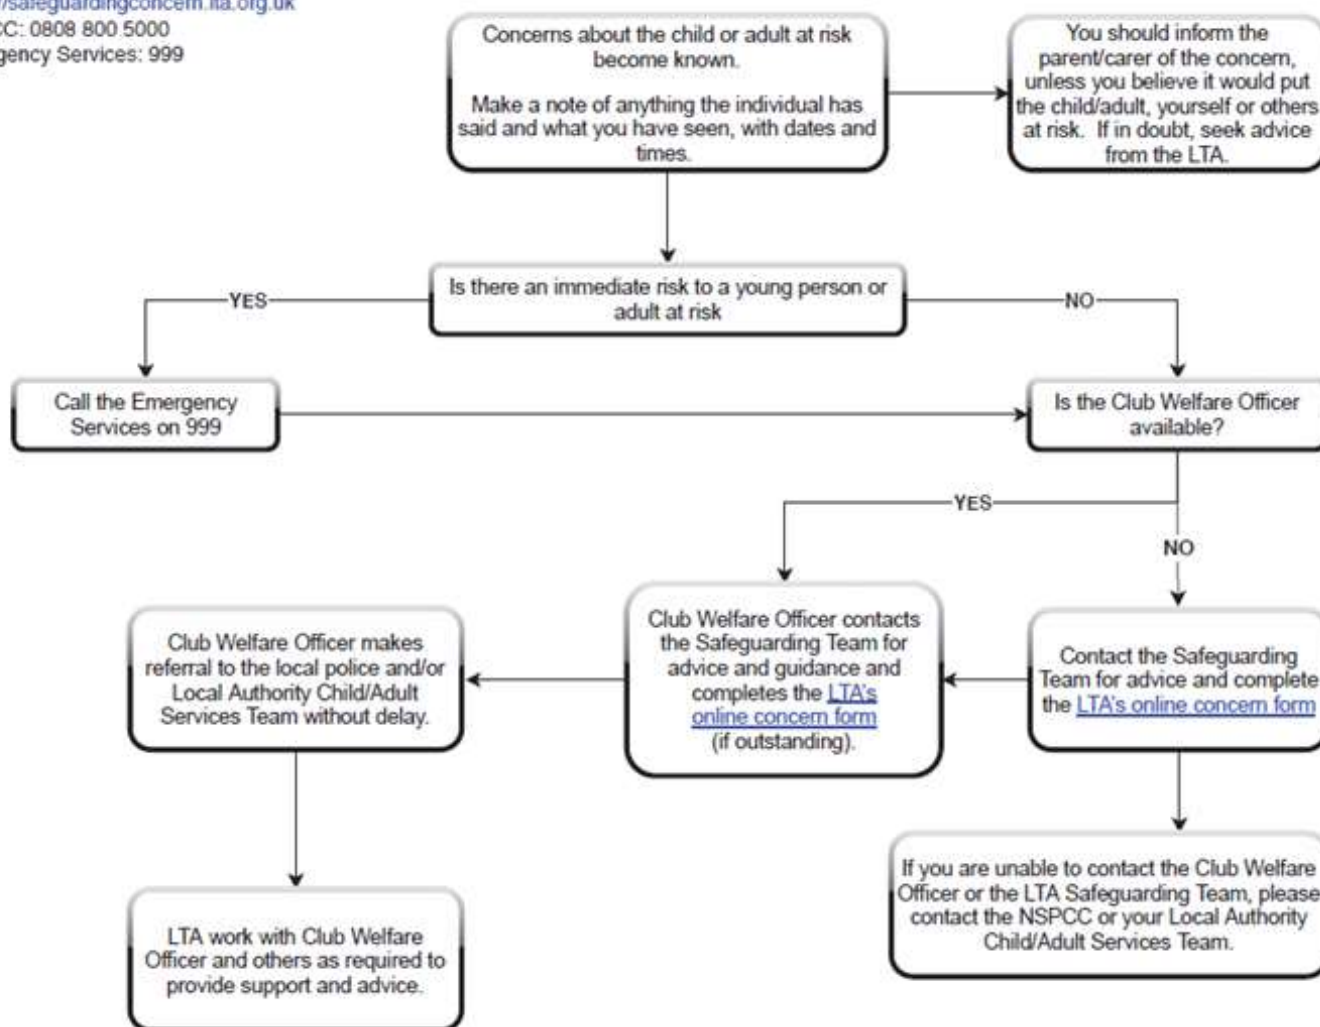 safeguardingconcern.lta.org.uk
0808 800 5000
Services: 999
Concerns about the child or adult at risk
become known.
Make a note of anything the individual has
said and what you have seen, with dates and
times.
You should inform the
parent/carer of the concern,
unless you believe it would put
the child/adult, yourself or others
at risk. If in doubt, seek advice
from the LTA.
Is there an immediate risk to a young person or
adult at risk
YES
NO
Call the Emergency
Services on 999
Is the Club Welfare Officer
available?
YES
NO
Club Welfare Officer makes
referral to the local police and/or
Local Authority Child/Adult
Services Team without delay.
Club Welfare Officer contacts
the Safeguarding Team for
advice and guidance and
completes the LTA's
online concern form
(if outstanding).
Contact the Safeguarding
Team for advice and complete
the LTA's online concern form
If you are unable to contact the Club Welfare
Officer or the LTA Safeguarding Team, please
contact the NSPCC or your Local Authority
Child/Adult Services Team.
LTA work with Club Welfare
Officer and others as required to
provide support and advice.